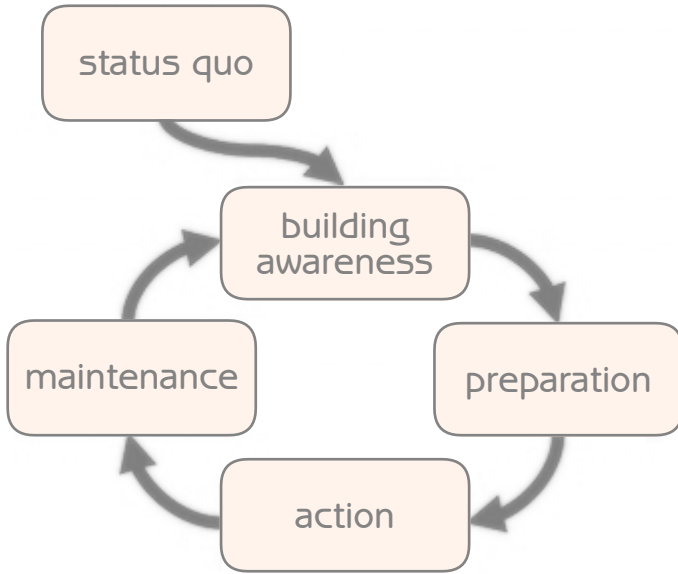 status quo
building
awareness
maintenance
preparation
action